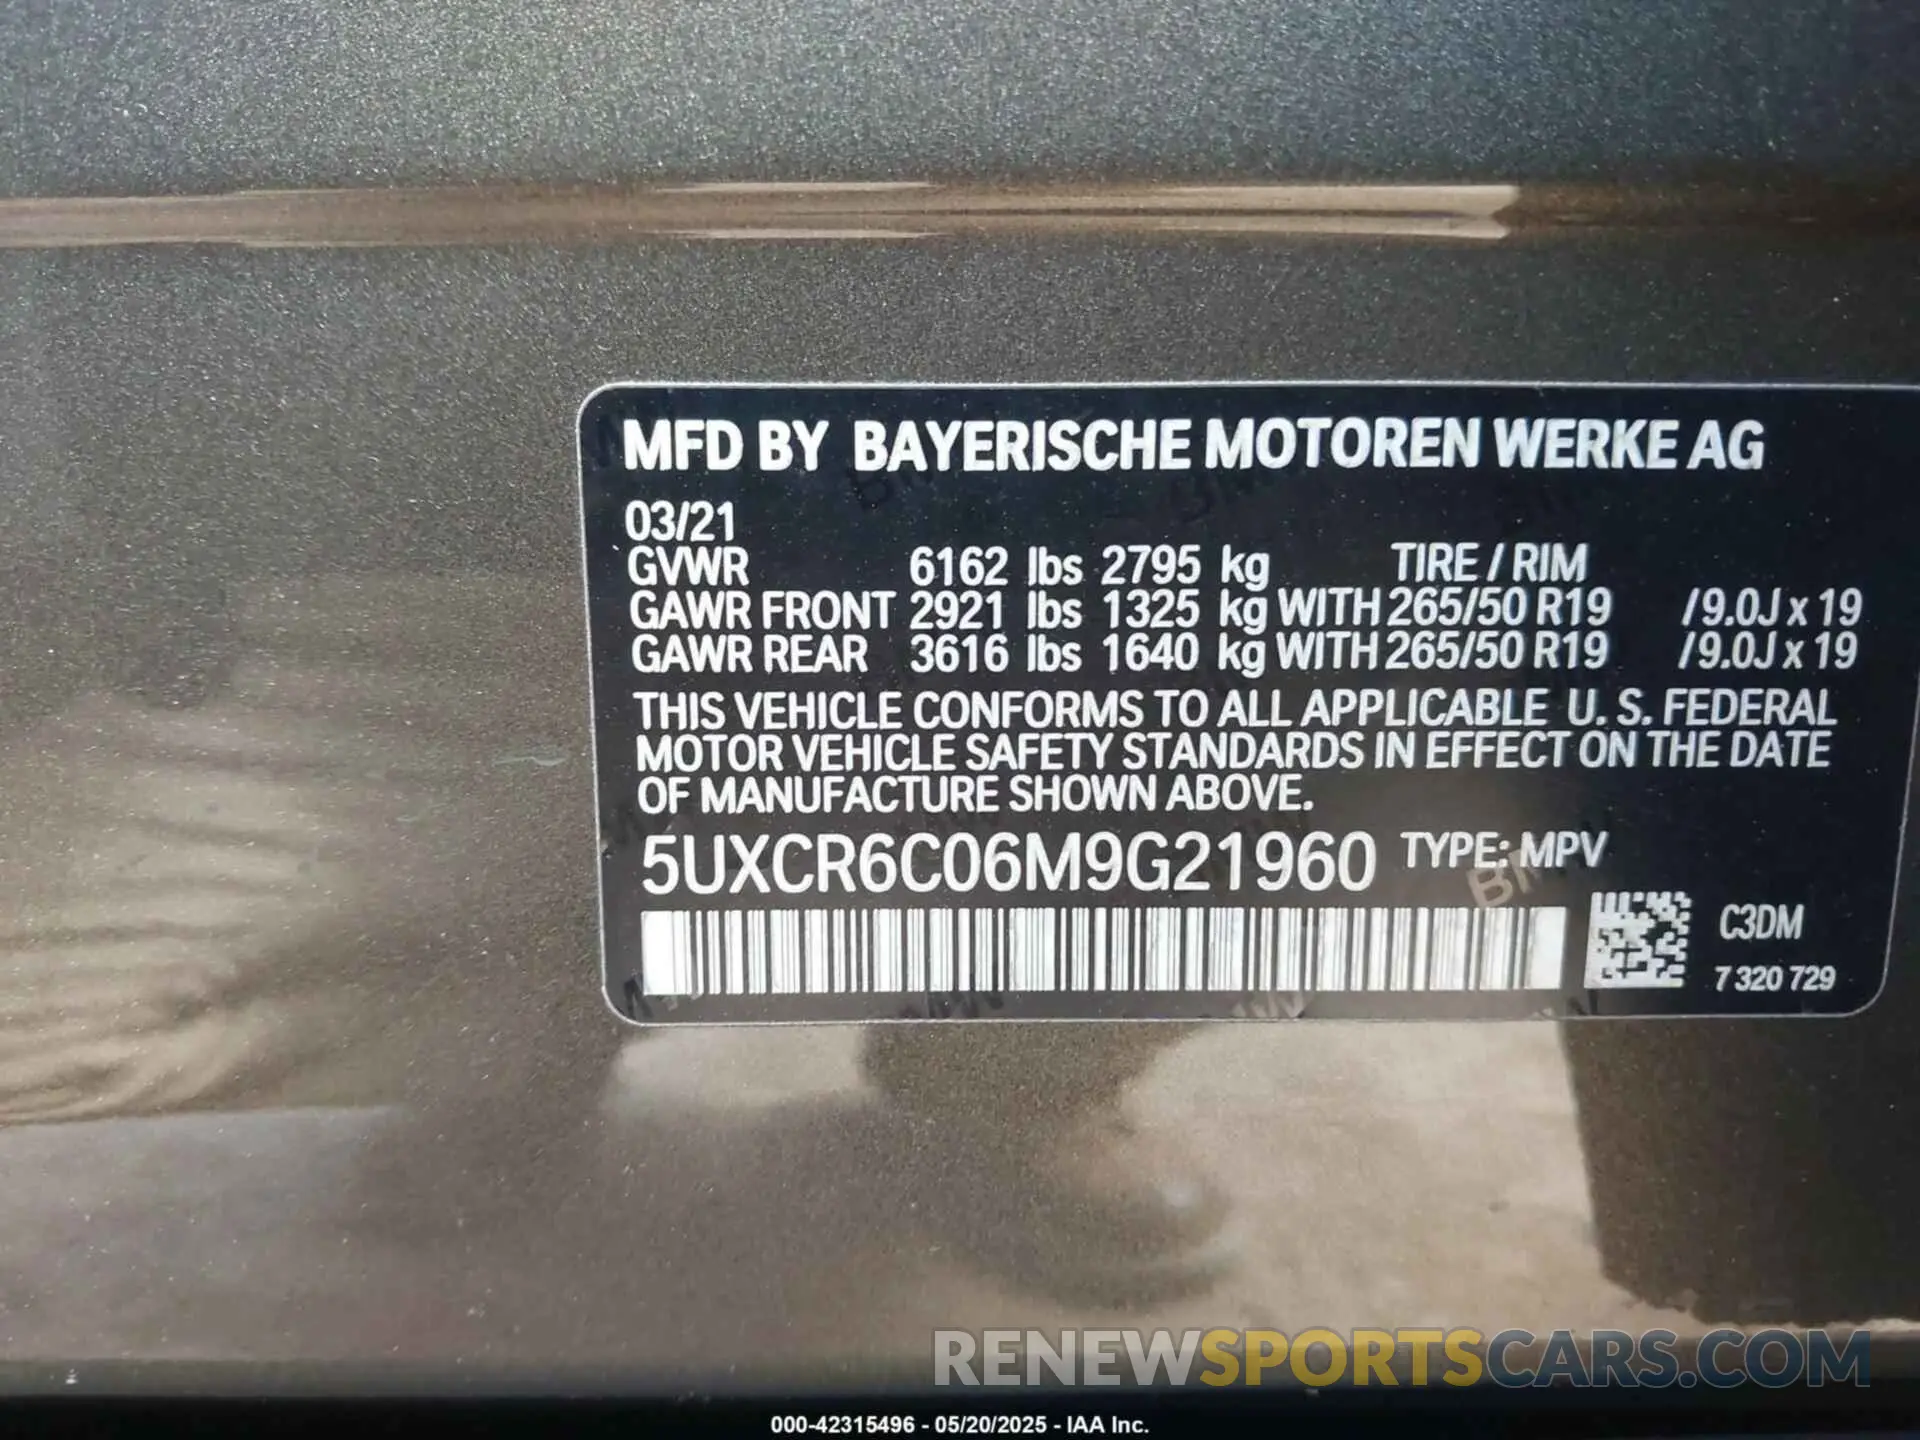 MFD BY BAYERISCHE MOTOREN WERKE AG
03/21
GVWR 6162 lbs 2795 kg TIRE / RIM
GAWR FRONT 2921 lbs 1325 kg WITH 265/50 R19 /9.0J x 19
GAWR REAR 3616 lbs 1640 kg WITH 265/50 R19 /9.0J x 19
THIS VEHICLE CONFORMS TO ALL APPLICABLE U. S. FEDERAL
MOTOR VEHICLE SAFETY STANDARDS IN EFFECT ON THE DATE
OF MANUFACTURE SHOWN ABOVE.
5UXCR6C06M9G21960 TYPE: MPV
C3DM
7 320 729
RENEWSPORTSCARS.COM
000-42315496 - 05/20/2025 - IAA Inc.